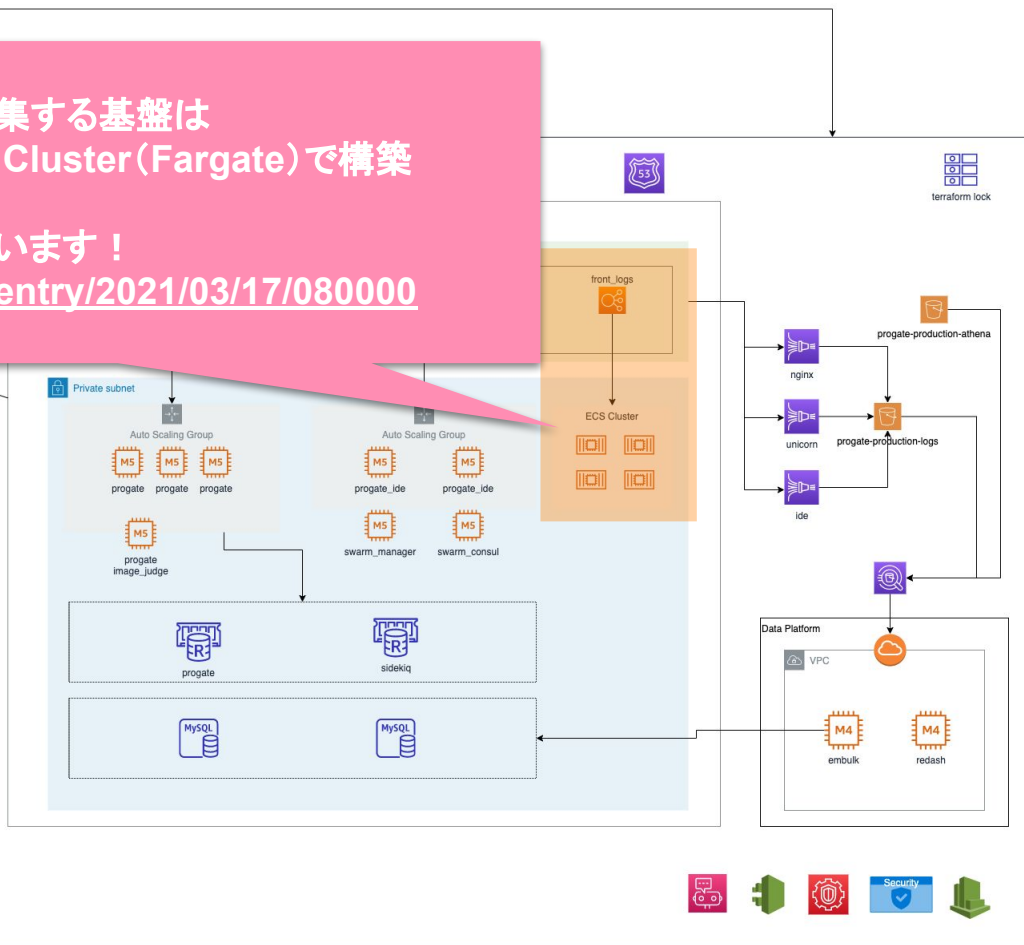 集する基盤は
Cluster（Fargate）で構築
います！
entry/2021/03/17/080000
53
terraform lock
front_logs
progate-production-athena
nginx
Private subnet
Auto Scaling Group
Auto Scaling Group
ECS Cluster
unicorn
progate-production-logs
M5
M5
M5
M5
M5
progate
progate
progate
progate_ide
progate_ide
ide
M5
M5
M5
progate
image_judge
swarm_manager
swarm_consul
Data Platform
R
R
progate
sidekiq
VPC
MySQL
MySQL
M4
M4
embulk
redash
Security